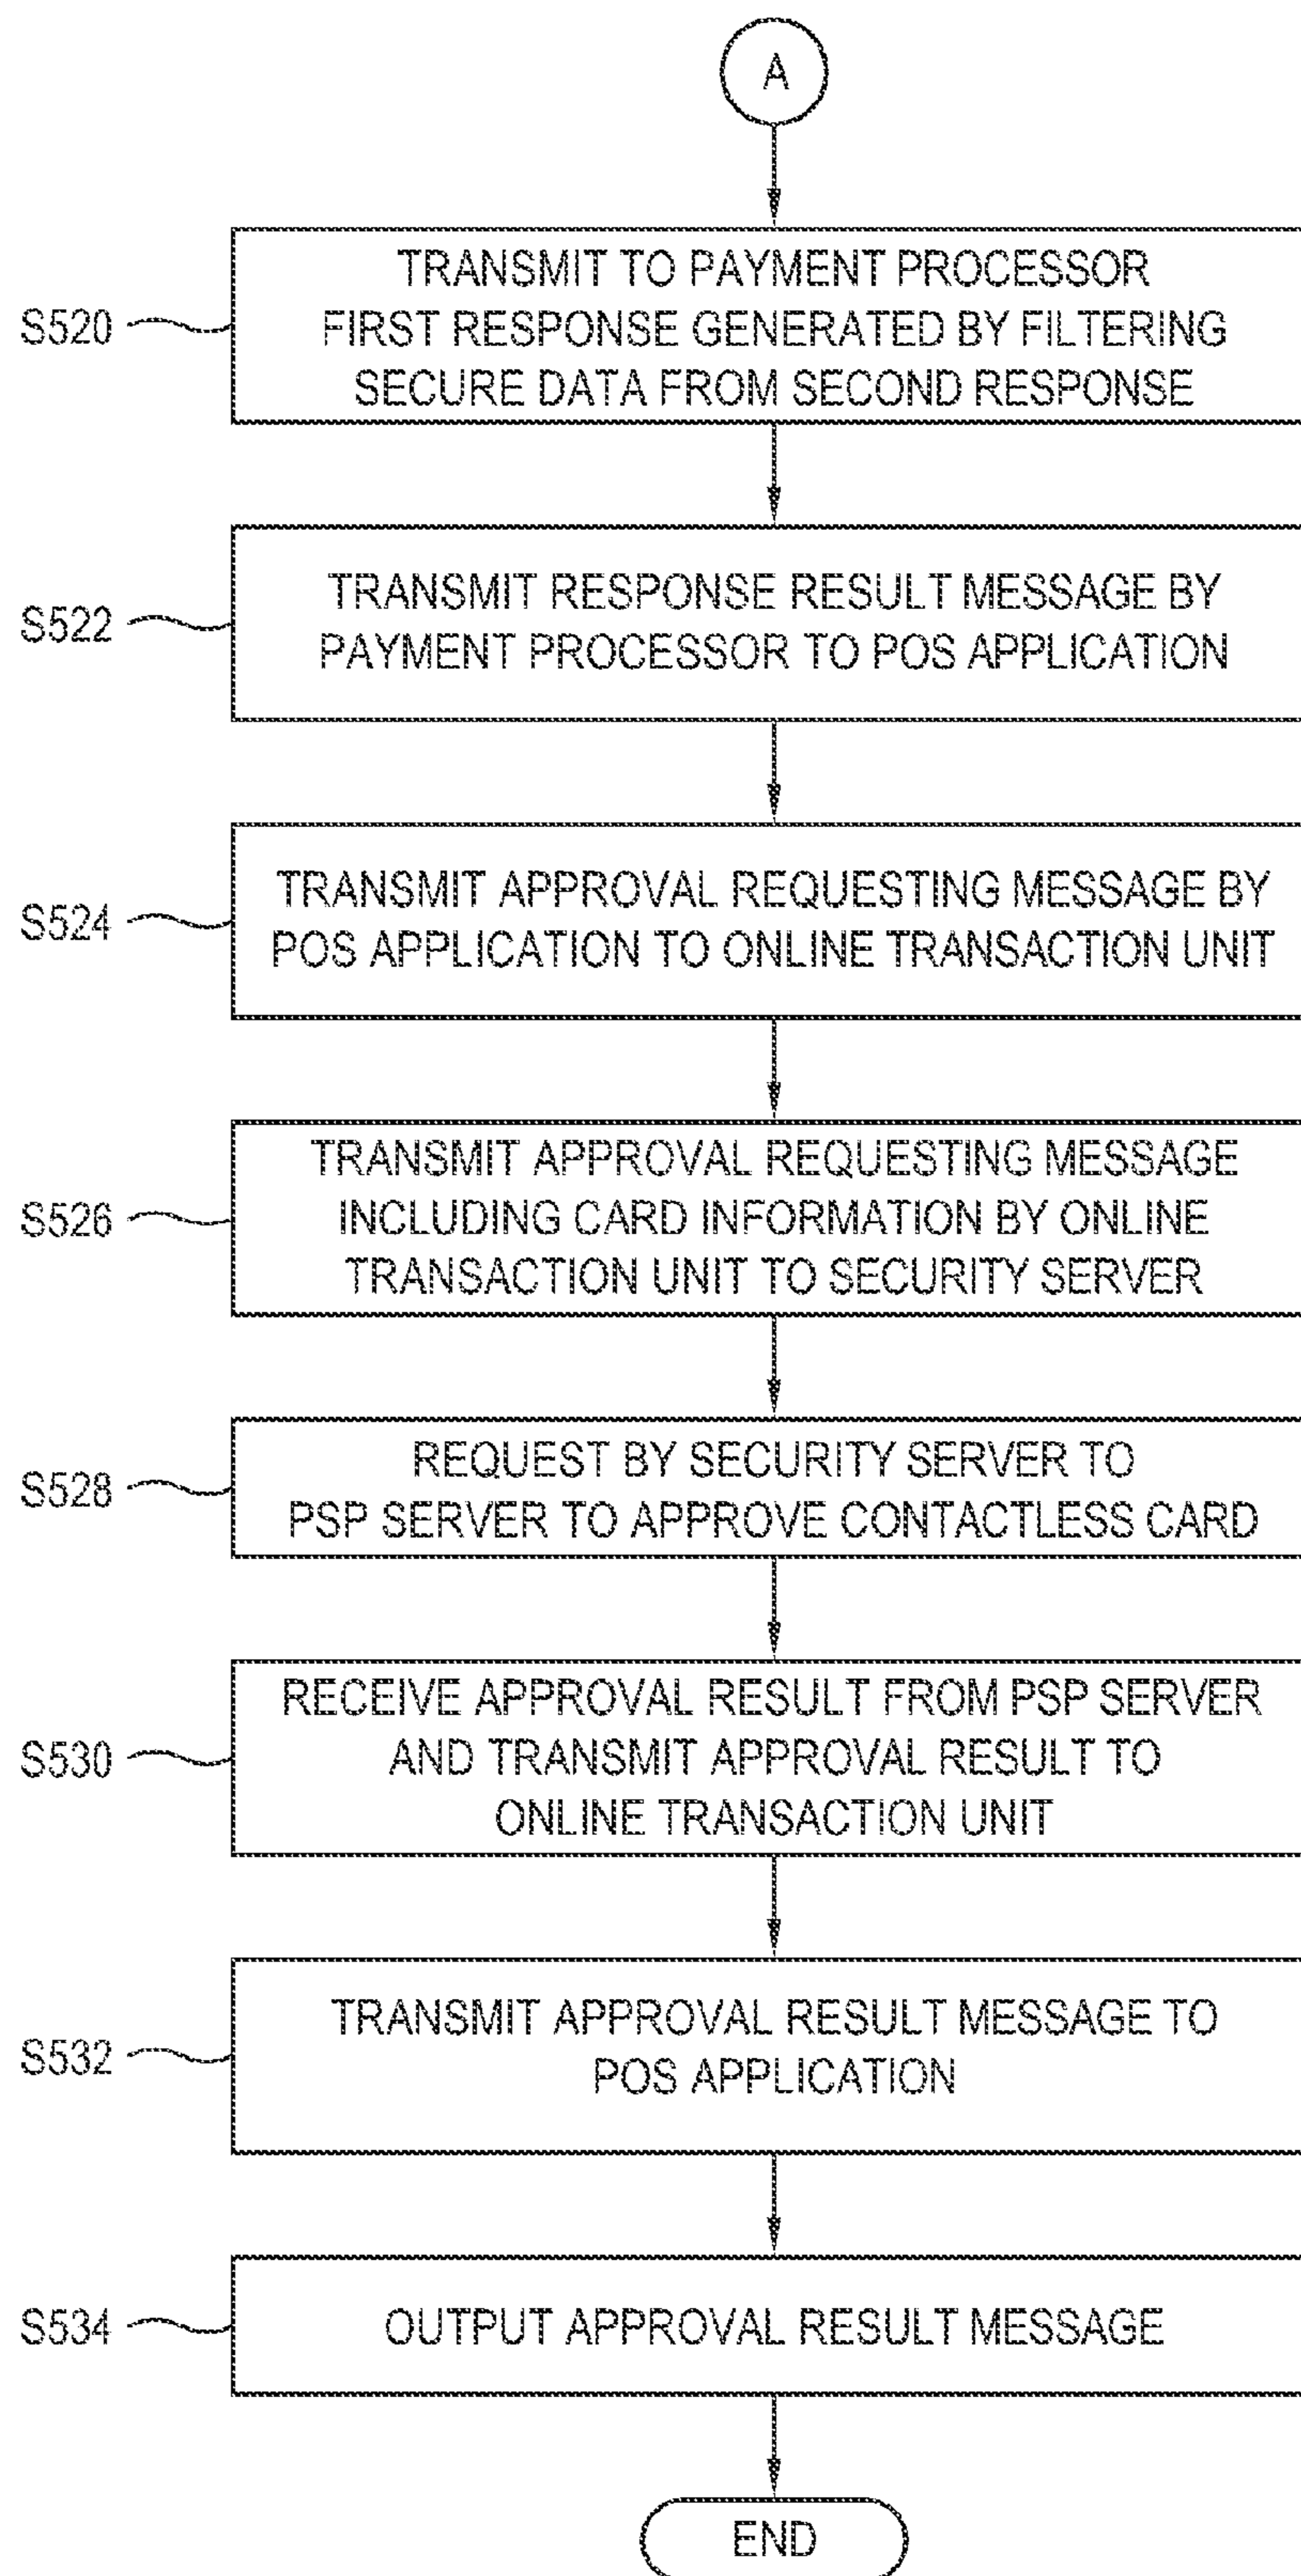 A
S520
TRANSMIT TO PAYMENT PROCESSOR
FIRST RESPONSE GENERATED BY FILTERING
SECURE DATA FROM SECOND RESPONSE
S522
TRANSMIT RESPONSE RESULT MESSAGE BY
PAYMENT PROCESSOR TO POS APPLICATION
S524
TRANSMIT APPROVAL REQUESTING MESSAGE BY
POS APPLICATION TO ONLINE TRANSACTION UNIT
S526
TRANSMIT APPROVAL REQUESTING MESSAGE
INCLUDING CARD INFORMATION BY ONLINE
TRANSACTION UNIT TO SECURITY SERVER
S528
REQUEST BY SECURITY SERVER TO
PSP SERVER TO APPROVE CONTACTLESS CARD
S530
RECEIVE APPROVAL RESULT FROM PSP SERVER
AND TRANSMIT APPROVAL RESULT TO
ONLINE TRANSACTION UNIT
S532
TRANSMIT APPROVAL RESULT MESSAGE TO
POS APPLICATION
S534
OUTPUT APPROVAL RESULT MESSAGE
END